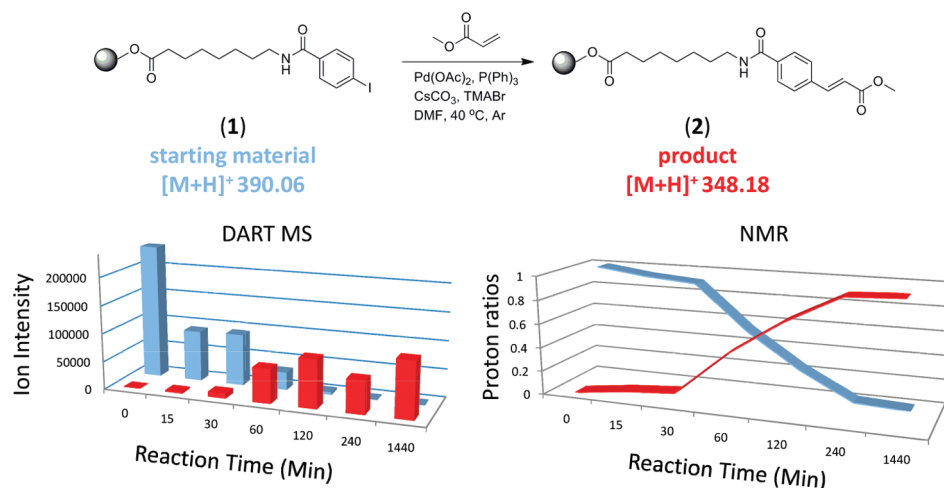 O
O
N
H
O
I
O
O
Pd(OAc)₂, P(Ph)₃
CsCO₃, TMABr
DMF, 40 ºC, Ar
O
O
N
H
O
O
O
(1)
starting material
[M+H]⁺ 390.06
(2)
product
[M+H]⁺ 348.18
DART MS
Ion Intensity
200000
150000
100000
50000
0
0 15 30 60 120 240 1440
Reaction Time (Min)
NMR
Proton ratios
1
0.8
0.6
0.4
0.2
0
0 15 30 60 120 240 1440
Reaction Time (Min)